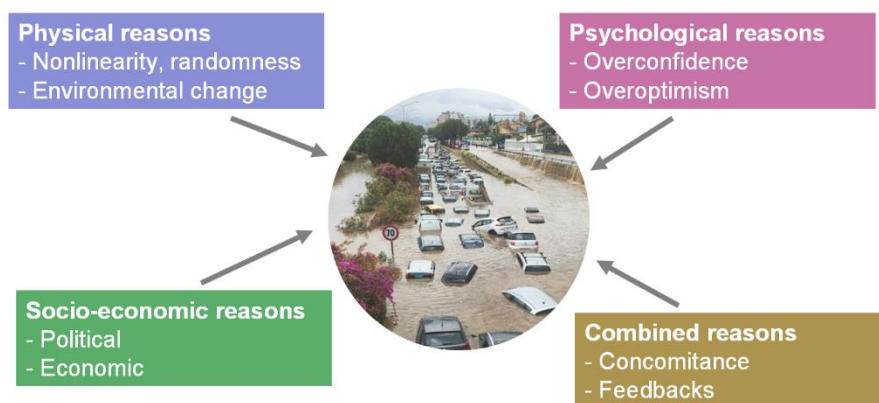 Physical reasons
- Nonlinearity, randomness
- Environmental change
Psychological reasons
- Overconfidence
- Overoptimism
70
Socio-economic reasons
- Political
- Economic
Combined reasons
- Concomitance
- Feedbacks